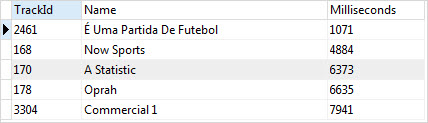 TrackId Name Milliseconds
2461 É Uma Partida De Futebol 1071
168 Now Sports 4884
170 A Statistic 6373
178 Oprah 6635
3304 Commercial 1 7941